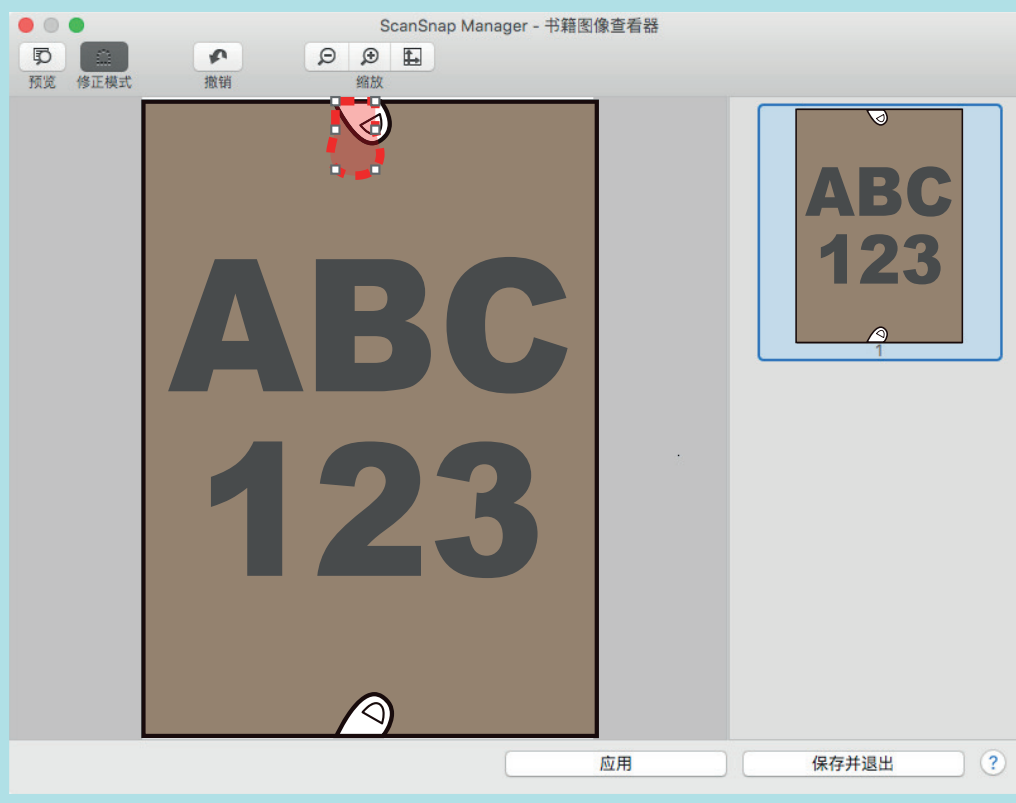 ScanSnap Manager - 书籍图像查看器
预览 修正模式 撤销 缩放
ABC
123
ABC
123
1
应用 保存并退出 ?